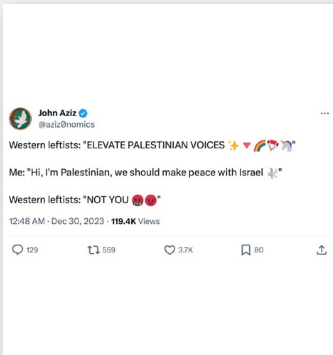 John Aziz
@aziz0nomics
Western leftists: "ELEVATE PALESTINIAN VOICES ✨🔻🌈🪂🦄"
Me: "Hi, I'm Palestinian, we should make peace with Israel 🕊️"
Western leftists: "NOT YOU 🤬😡"
12:48 AM · Dec 30, 2023 · 119.4K Views
129 559 3.7K 80